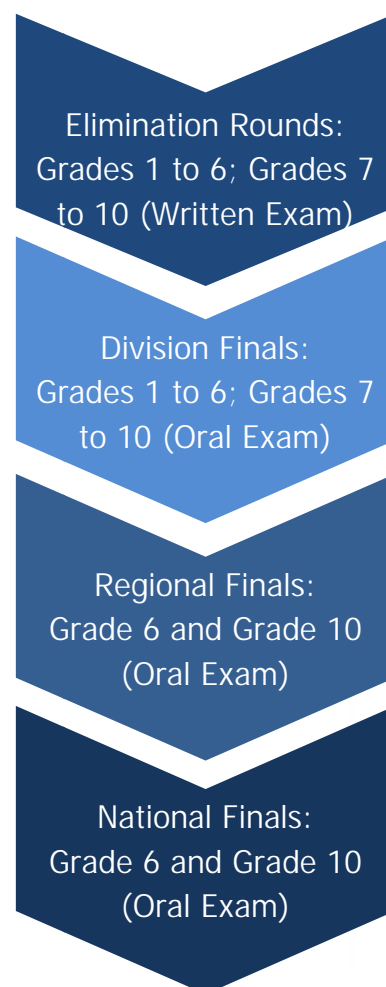 Elimination Rounds:
Grades 1 to 6; Grades 7
to 10 (Written Exam)
Division Finals:
Grades 1 to 6; Grades 7
to 10 (Oral Exam)
Regional Finals:
Grade 6 and Grade 10
(Oral Exam)
National Finals:
Grade 6 and Grade 10
(Oral Exam)